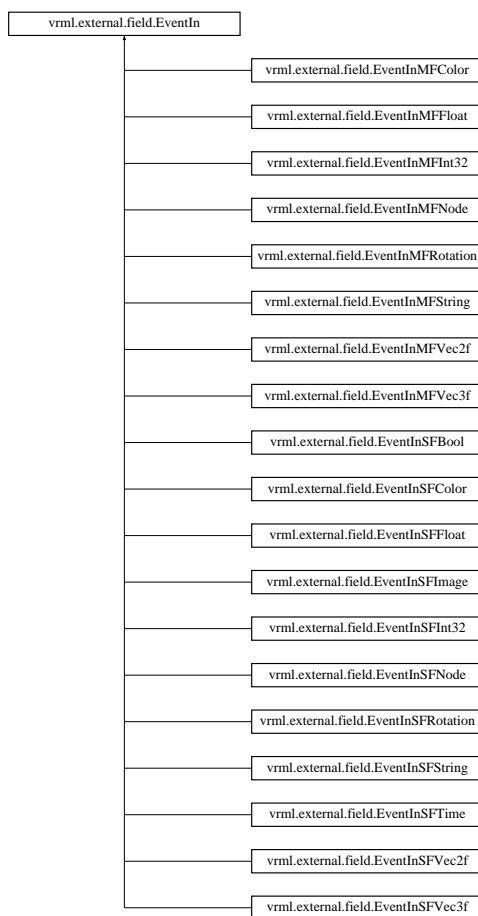 vrml.external.field.EventIn
vrml.external.field.EventInMFColor
vrml.external.field.EventInMFFloat
vrml.external.field.EventInMFInt32
vrml.external.field.EventInMFNode
vrml.external.field.EventInMFRotation
vrml.external.field.EventInMFString
vrml.external.field.EventInMFVec2f
vrml.external.field.EventInMFVec3f
vrml.external.field.EventInSFBool
vrml.external.field.EventInSFColor
vrml.external.field.EventInSFFloat
vrml.external.field.EventInSFImage
vrml.external.field.EventInSFInt32
vrml.external.field.EventInSFNode
vrml.external.field.EventInSFRotation
vrml.external.field.EventInSFString
vrml.external.field.EventInSFTime
vrml.external.field.EventInSFVec2f
vrml.external.field.EventInSFVec3f